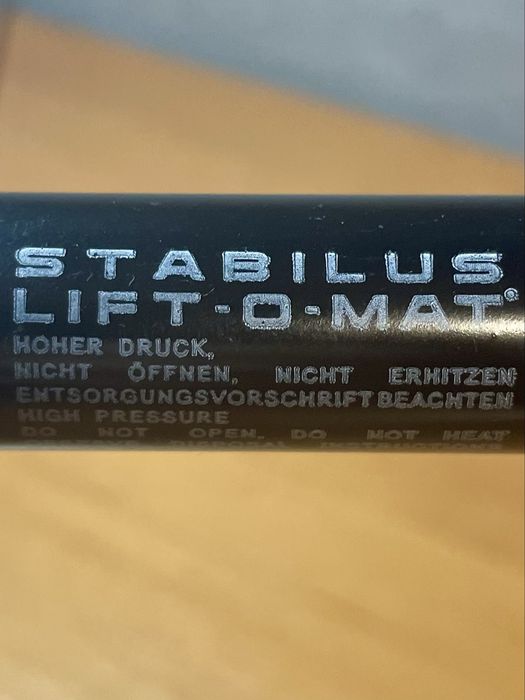 STABILUS
LIFT-O-MAT®
HOHER DRUCK,
NICHT ÖFFNEN, NICHT ERHITZEN
ENTSORGUNGSVORSCHRIFT BEACHTEN
HIGH PRESSURE
DO NOT OPEN, DO NOT HEAT